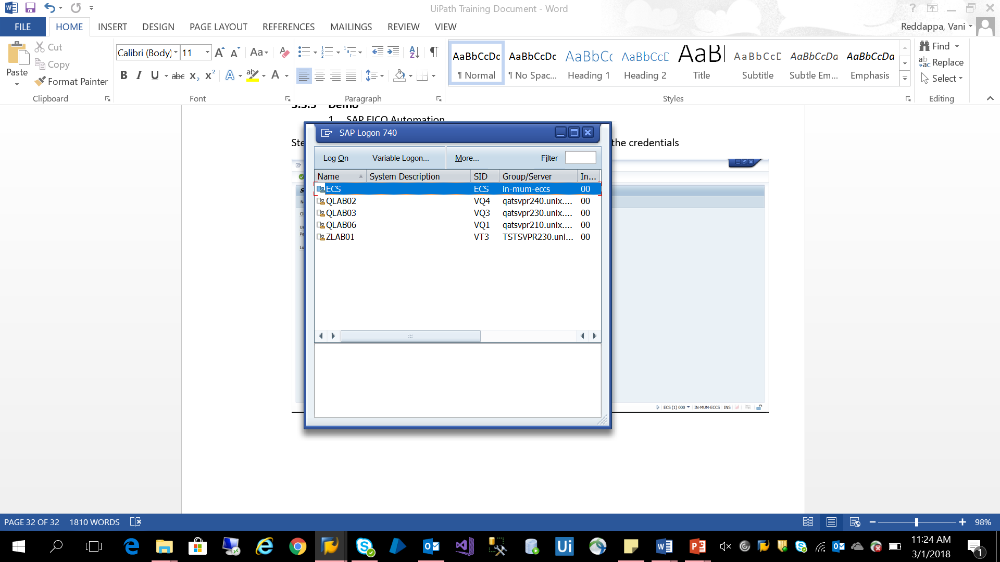 UiPath Training Document - Word
FILE HOME INSERT DESIGN PAGE LAYOUT REFERENCES MAILINGS REVIEW VIEW
Reddappa, Vani
Paste
Cut
Copy
Format Painter
Clipboard
Calibri (Body) 11
Font
Paragraph
AaBbCcDc AaBbCcDc AaBbCc AaBbCcD AaBl AaBbCcD AaBbCcDa AaBbCcDa
¶ Normal ¶ No Spac... Heading 1 Heading 2 Title Subtitle Subtle Em... Emphasis
Styles
Find
Replace
Select
Editing
3.3.3 Demo
1. SAP FICO Automation
Ste
the credentials
SAP Logon 740
Log On Variable Logon... More... Filter
Name System Description SID Group/Server In...
ECS ECS in-mum-eccs 00
QLAB02 VQ4 qatsvpr240.unix.... 00
QLAB03 VQ3 qatsvpr230.unix.... 00
QLAB06 VQ1 qatsvpr210.unix.... 00
ZLAB01 VT3 TSTSVPR230.uni... 00
ECS (1) 000 IN-MUM-ECCS INS
PAGE 32 OF 32 1810 WORDS
98%
11:24 AM
3/1/2018
1